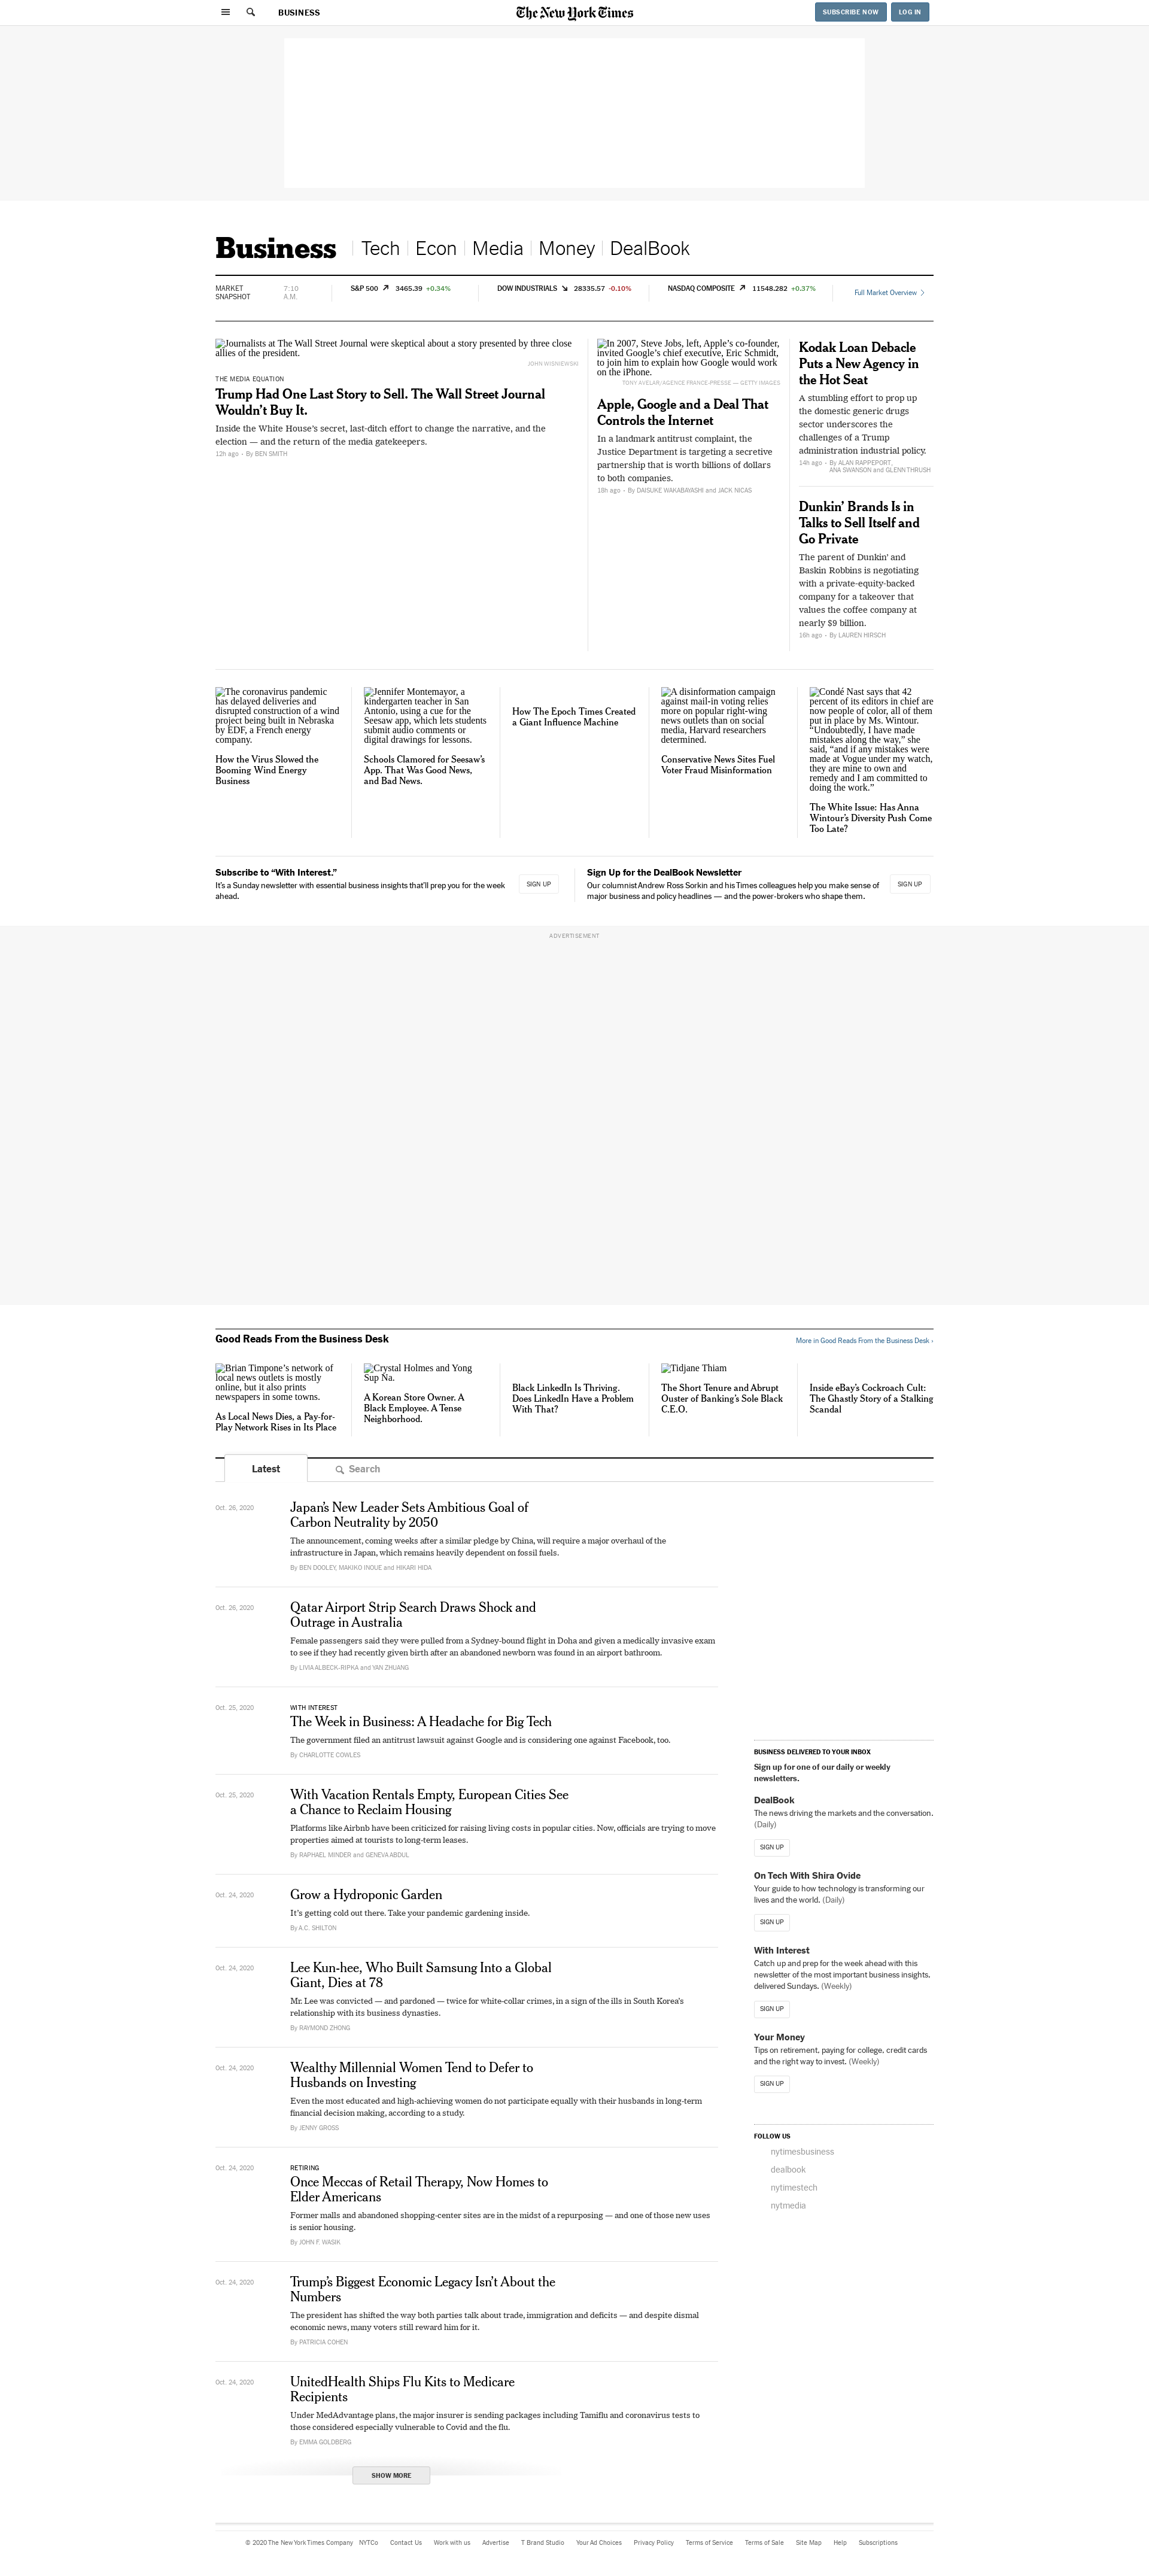 BUSINESS
The New York Times
SUBSCRIBE NOW
LOG IN
Business
Tech
Econ
Media
Money
DealBook
MARKET
SNAPSHOT
7:10
A.M.
S&P 500 3465.39 +0.34%
DOW INDUSTRIALS 28335.57 -0.10%
NASDAQ COMPOSITE 11548.282 +0.37%
Full Market Overview
Journalists at The Wall Street Journal were skeptical about a story presented by three close
allies of the president.
JOHN WISNIEWSKI
THE MEDIA EQUATION
Trump Had One Last Story to Sell. The Wall Street Journal
Wouldn’t Buy It.
Inside the White House’s secret, last-ditch effort to change the narrative, and the
election — and the return of the media gatekeepers.
12h ago • By BEN SMITH
In 2007, Steve Jobs, left, Apple’s co-founder,
invited Google’s chief executive, Eric Schmidt,
to join him to explain how Google would work
on the iPhone.
TONY AVELAR/AGENCE FRANCE-PRESSE — GETTY IMAGES
Apple, Google and a Deal That
Controls the Internet
In a landmark antitrust complaint, the
Justice Department is targeting a secretive
partnership that is worth billions of dollars
to both companies.
18h ago • By DAISUKE WAKABAYASHI and JACK NICAS
Kodak Loan Debacle
Puts a New Agency in
the Hot Seat
A stumbling effort to prop up
the domestic generic drugs
sector underscores the
challenges of a Trump
administration industrial policy.
14h ago • By ALAN RAPPEPORT,
ANA SWANSON and GLENN THRUSH
Dunkin’ Brands Is in
Talks to Sell Itself and
Go Private
The parent of Dunkin’ and
Baskin Robbins is negotiating
with a private-equity-backed
company for a takeover that
values the coffee company at
nearly $9 billion.
16h ago • By LAUREN HIRSCH
The coronavirus pandemic
has delayed deliveries and
disrupted construction of a wind
project being built in Nebraska
by EDF, a French energy
company.
How the Virus Slowed the
Booming Wind Energy
Business
Jennifer Montemayor, a
kindergarten teacher in San
Antonio, using a cue for the
Seesaw app, which lets students
submit audio comments or
digital drawings for lessons.
Schools Clamored for Seesaw’s
App. That Was Good News,
and Bad News.
How The Epoch Times Created
a Giant Influence Machine
A disinformation campaign
against mail-in voting relies
more on popular right-wing
news outlets than on social
media, Harvard researchers
determined.
Conservative News Sites Fuel
Voter Fraud Misinformation
Condé Nast says that 42
percent of its editors in chief are
now people of color, all of them
put in place by Ms. Wintour.
“Undoubtedly, I have made
mistakes along the way,” she
said, “and if any mistakes were
made at Vogue under my watch,
they are mine to own and
remedy and I am committed to
doing the work.”
The White Issue: Has Anna
Wintour’s Diversity Push Come
Too Late?
Subscribe to “With Interest.”
It’s a Sunday newsletter with essential business insights that’ll prep you for the week
ahead.
SIGN UP
Sign Up for the DealBook Newsletter
Our columnist Andrew Ross Sorkin and his Times colleagues help you make sense of
major business and policy headlines — and the power-brokers who shape them.
SIGN UP
ADVERTISEMENT
Good Reads From the Business Desk
More in Good Reads From the Business Desk ›
Brian Timpone’s network of
local news outlets is mostly
online, but it also prints
newspapers in some towns.
As Local News Dies, a Pay-for-
Play Network Rises in Its Place
Crystal Holmes and Yong
Sup Na.
A Korean Store Owner. A
Black Employee. A Tense
Neighborhood.
Black LinkedIn Is Thriving.
Does LinkedIn Have a Problem
With That?
Tidjane Thiam
The Short Tenure and Abrupt
Ouster of Banking’s Sole Black
C.E.O.
Inside eBay’s Cockroach Cult:
The Ghastly Story of a Stalking
Scandal
Latest
Search
Oct. 26, 2020
Japan’s New Leader Sets Ambitious Goal of
Carbon Neutrality by 2050
The announcement, coming weeks after a similar pledge by China, will require a major overhaul of the
infrastructure in Japan, which remains heavily dependent on fossil fuels.
By BEN DOOLEY, MAKIKO INOUE and HIKARI HIDA
Oct. 26, 2020
Qatar Airport Strip Search Draws Shock and
Outrage in Australia
Female passengers said they were pulled from a Sydney-bound flight in Doha and given a medically invasive exam
to see if they had recently given birth after an abandoned newborn was found in an airport bathroom.
By LIVIA ALBECK-RIPKA and YAN ZHUANG
Oct. 25, 2020
WITH INTEREST
The Week in Business: A Headache for Big Tech
The government filed an antitrust lawsuit against Google and is considering one against Facebook, too.
By CHARLOTTE COWLES
Oct. 25, 2020
With Vacation Rentals Empty, European Cities See
a Chance to Reclaim Housing
Platforms like Airbnb have been criticized for raising living costs in popular cities. Now, officials are trying to move
properties aimed at tourists to long-term leases.
By RAPHAEL MINDER and GENEVA ABDUL
Oct. 24, 2020
Grow a Hydroponic Garden
It’s getting cold out there. Take your pandemic gardening inside.
By A.C. SHILTON
Oct. 24, 2020
Lee Kun-hee, Who Built Samsung Into a Global
Giant, Dies at 78
Mr. Lee was convicted — and pardoned — twice for white-collar crimes, in a sign of the ills in South Korea’s
relationship with its business dynasties.
By RAYMOND ZHONG
Oct. 24, 2020
Wealthy Millennial Women Tend to Defer to
Husbands on Investing
Even the most educated and high-achieving women do not participate equally with their husbands in long-term
financial decision making, according to a study.
By JENNY GROSS
Oct. 24, 2020
RETIRING
Once Meccas of Retail Therapy, Now Homes to
Elder Americans
Former malls and abandoned shopping-center sites are in the midst of a repurposing — and one of those new uses
is senior housing.
By JOHN F. WASIK
Oct. 24, 2020
Trump’s Biggest Economic Legacy Isn’t About the
Numbers
The president has shifted the way both parties talk about trade, immigration and deficits — and despite dismal
economic news, many voters still reward him for it.
By PATRICIA COHEN
Oct. 24, 2020
UnitedHealth Ships Flu Kits to Medicare
Recipients
Under MedAdvantage plans, the major insurer is sending packages including Tamiflu and coronavirus tests to
those considered especially vulnerable to Covid and the flu.
By EMMA GOLDBERG
SHOW MORE
BUSINESS DELIVERED TO YOUR INBOX
Sign up for one of our daily or weekly
newsletters.
DealBook
The news driving the markets and the conversation.
(Daily)
SIGN UP
On Tech With Shira Ovide
Your guide to how technology is transforming our
lives and the world. (Daily)
SIGN UP
With Interest
Catch up and prep for the week ahead with this
newsletter of the most important business insights,
delivered Sundays. (Weekly)
SIGN UP
Your Money
Tips on retirement, paying for college, credit cards
and the right way to invest. (Weekly)
SIGN UP
FOLLOW US
nytimesbusiness
dealbook
nytimestech
nytmedia
© 2020 The New York Times Company
NYTCo
Contact Us
Work with us
Advertise
T Brand Studio
Your Ad Choices
Privacy Policy
Terms of Service
Terms of Sale
Site Map
Help
Subscriptions